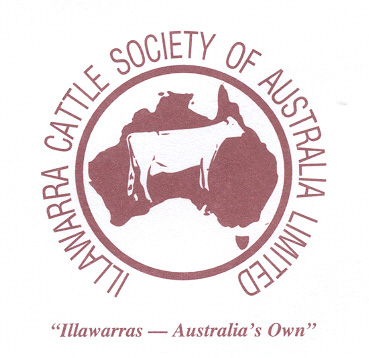 ILLAWARRA CATTLE SOCIETY OF AUSTRALIA LIMITED
“Illawarras — Australia's Own”